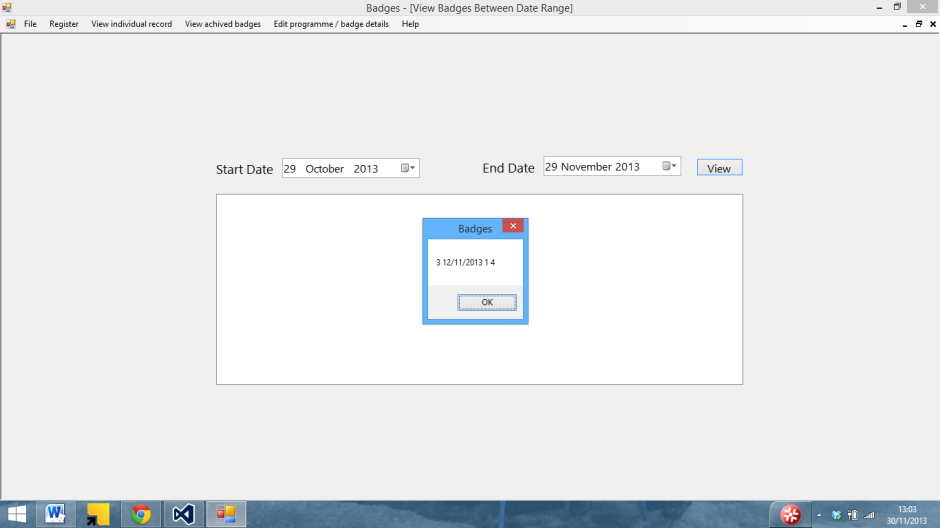 Badges - [View Badges Between Date Range]
File Register View individual record View achived badges Edit programme / badge details Help
Start Date 29 October 2013 End Date 29 November 2013 View
Badges
3 12/11/2013 1 4
OK
13:03
30/11/2013